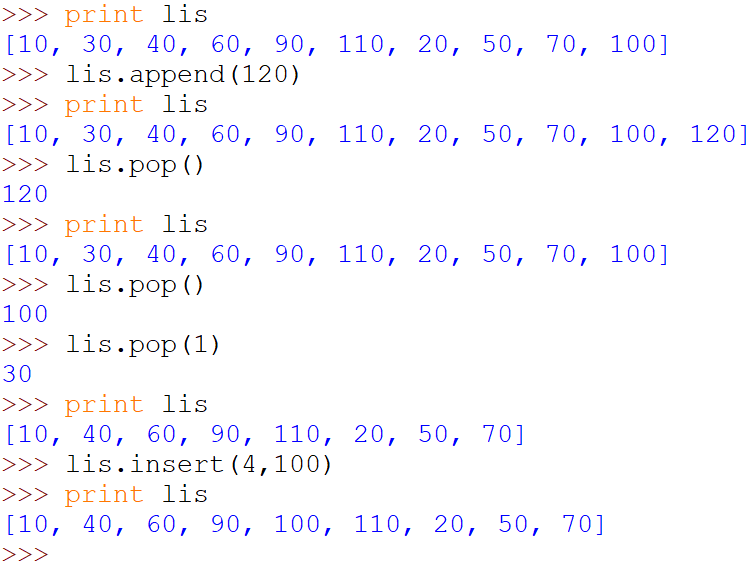 >>> print lis
[10, 30, 40, 60, 90, 110, 20, 50, 70, 100]
>>> lis.append(120)
>>> print lis
[10, 30, 40, 60, 90, 110, 20, 50, 70, 100, 120]
>>> lis.pop()
120
>>> print lis
[10, 30, 40, 60, 90, 110, 20, 50, 70, 100]
>>> lis.pop()
100
>>> lis.pop(1)
30
>>> print lis
[10, 40, 60, 90, 110, 20, 50, 70]
>>> lis.insert(4,100)
>>> print lis
[10, 40, 60, 90, 100, 110, 20, 50, 70]
>>>